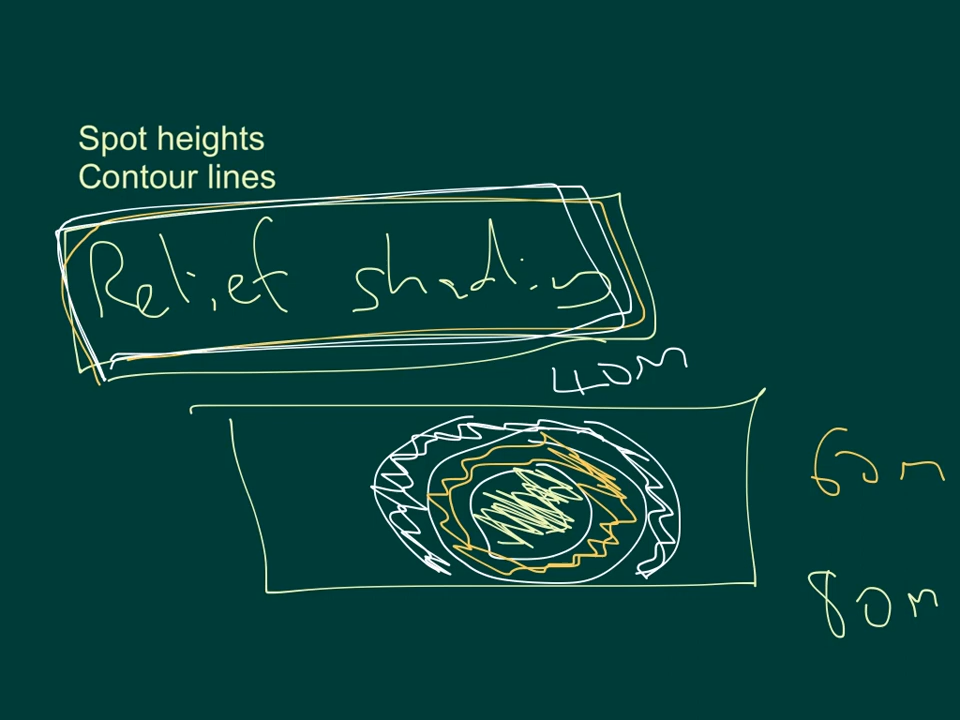 Spot heights
Contour lines
Relief shading
40m
60m
80m